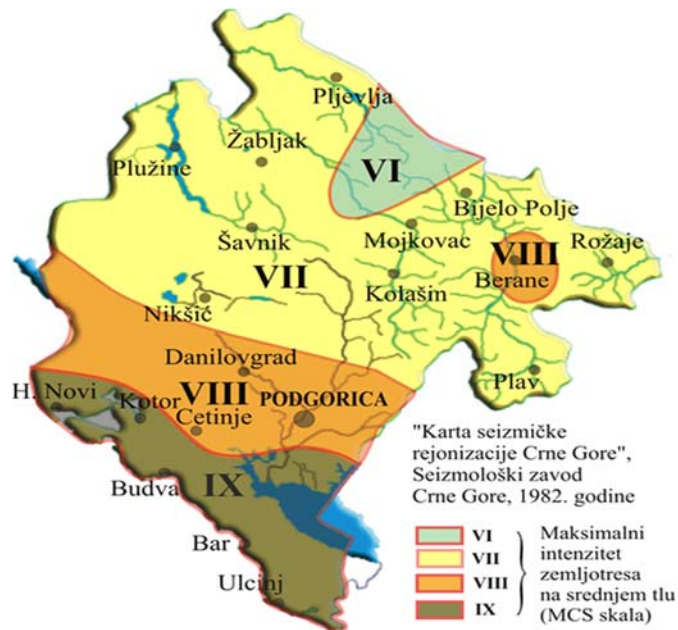 Pljevlja
VI
Žabljak
Plužine
Bijelo Polje
Mojkovac
Šavnik
VIII
Rožaje
VII
Berane
Kolašin
Nikšić
Danilovgrad
Plav
H. Novi
VIII
PODGORICA
Kotor
Cetinje
IX
Budva
Bar
Ulcinj
"Karta seizmičke
rejonizacije Crne Gore",
Seizmološki zavod
Crne Gore, 1982. godine
VI
VII
VIII
IX
Maksimalni
intenzitet
zemljotresa
na srednjem tlu
(MCS skala)